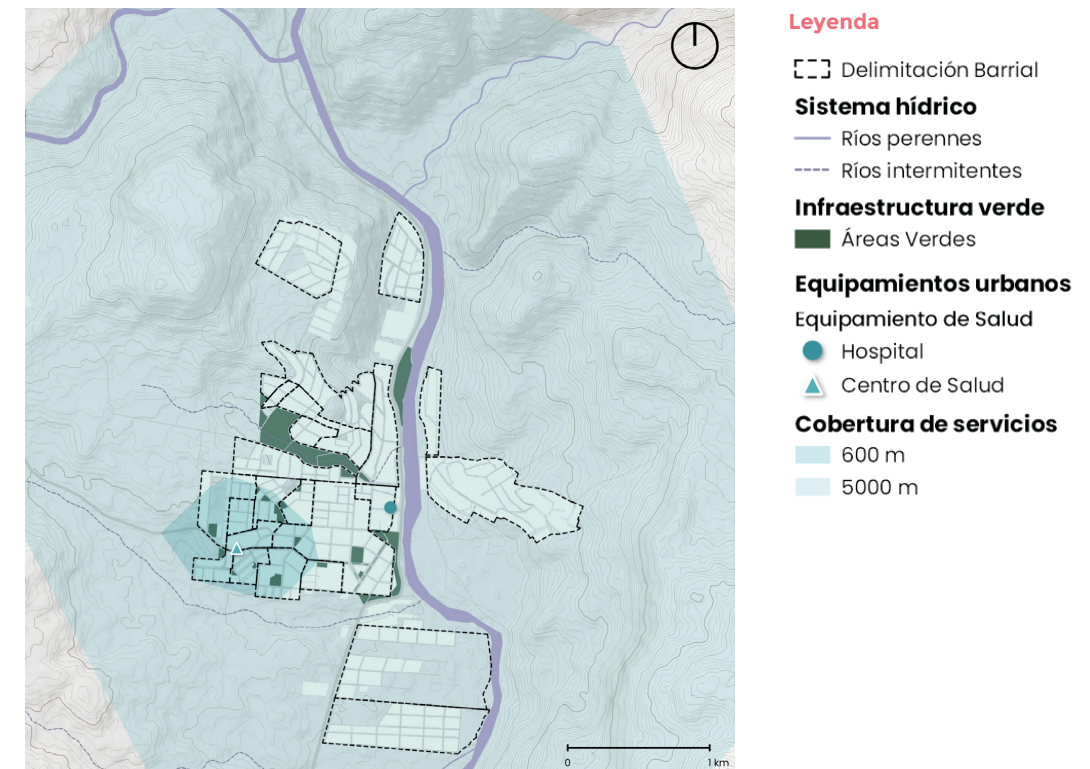 Leyenda
Delimitación Barrial
Sistema hídrico
Ríos perennes
Ríos intermitentes
Infraestructura verde
Áreas Verdes
Equipamientos urbanos
Equipamiento de Salud
Hospital
Centro de Salud
Cobertura de servicios
600 m
5000 m
0 1 km